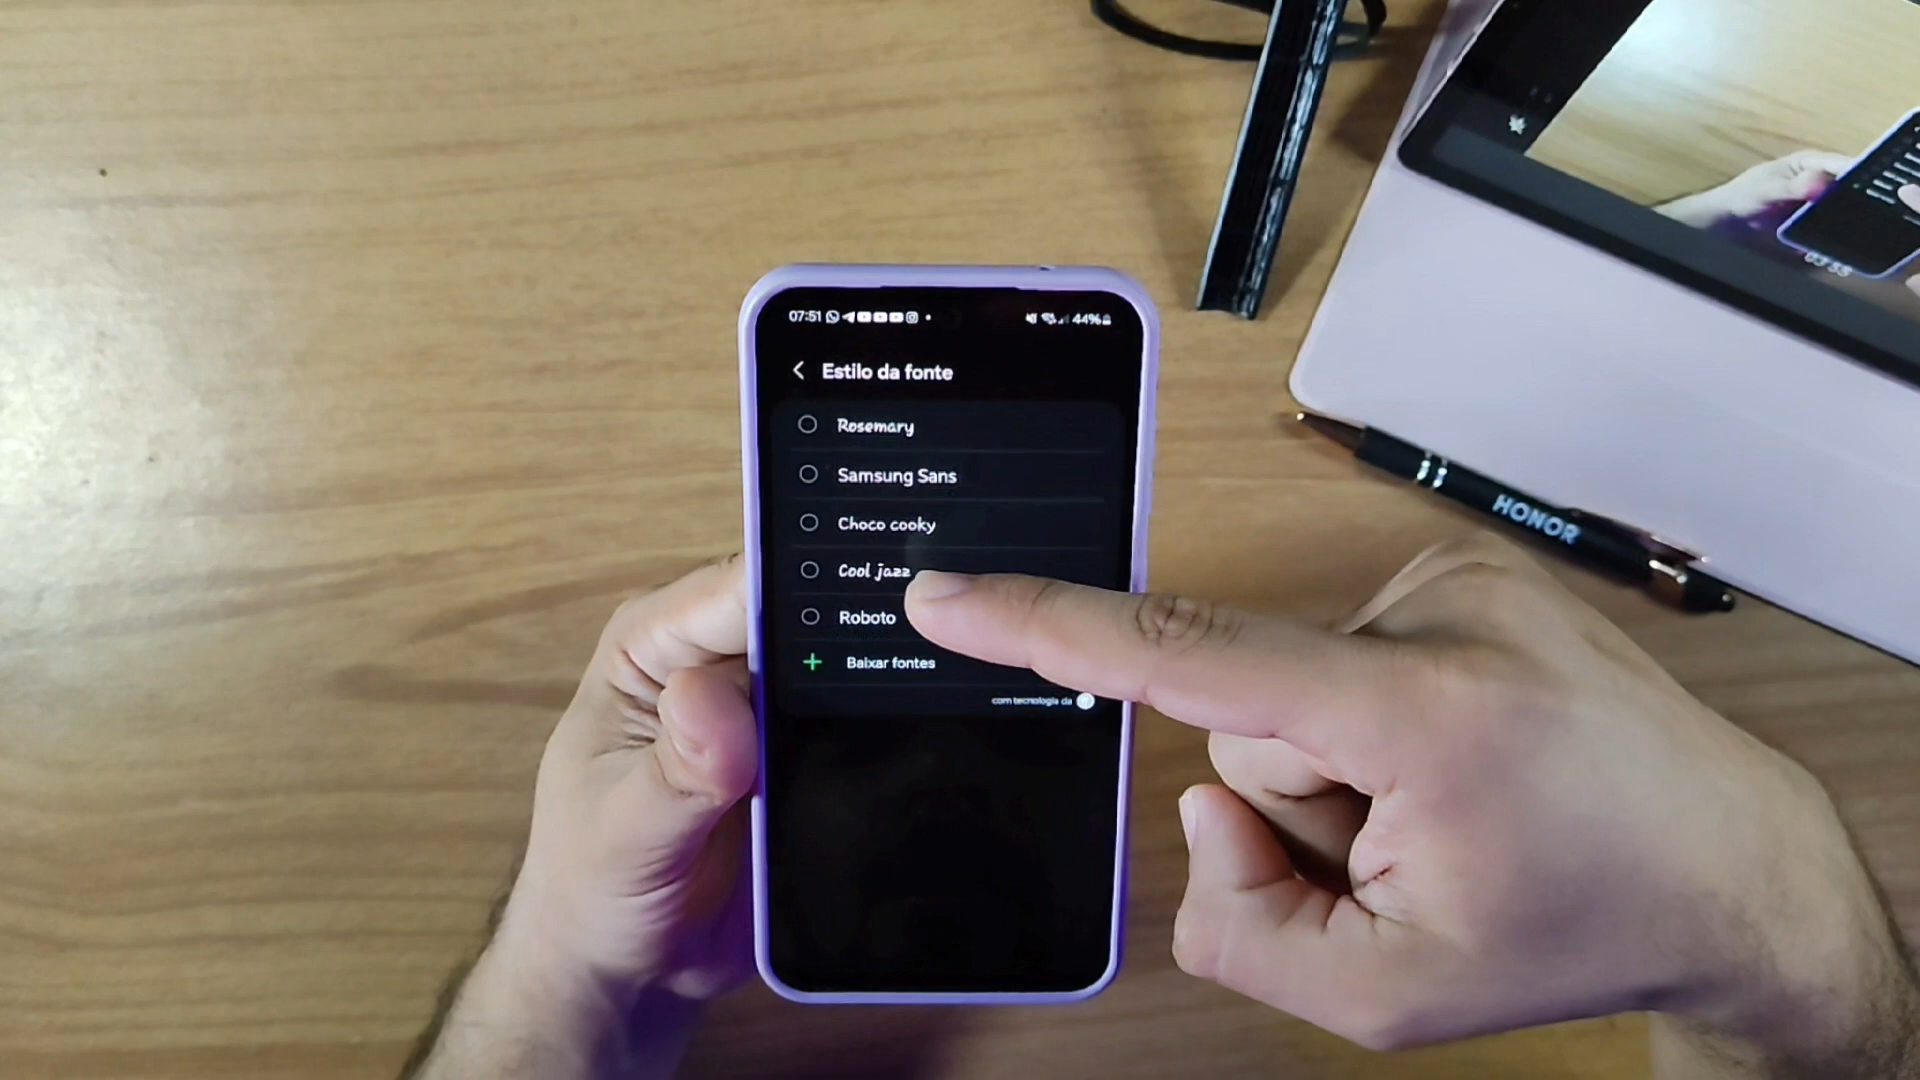 07:51
44%
Estilo da fonte
Rosemary
Samsung Sans
Choco cooky
Cool jazz
Roboto
Baixar fontes
com tecnologia da
HONOR